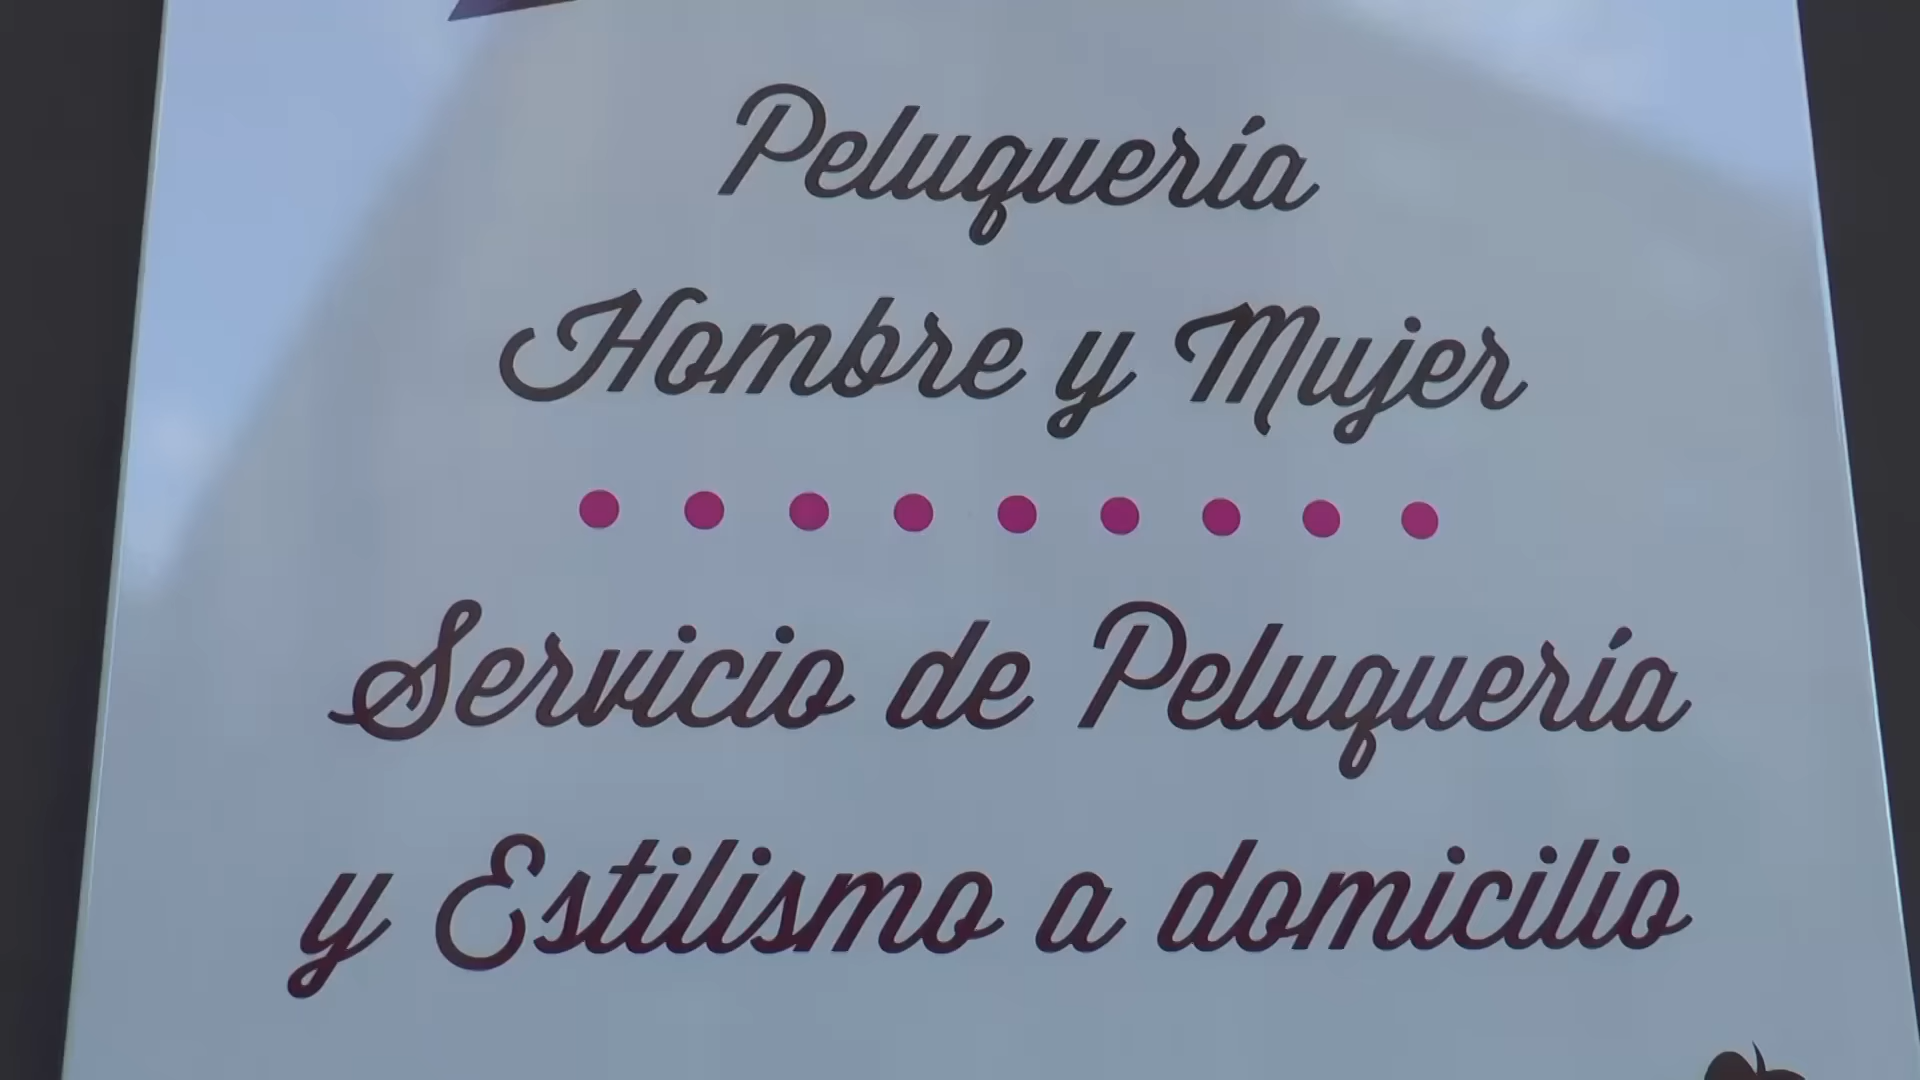 Peluquería
Hombre y Mujer
Servicio de Peluquería
y Estilismo a domicilio